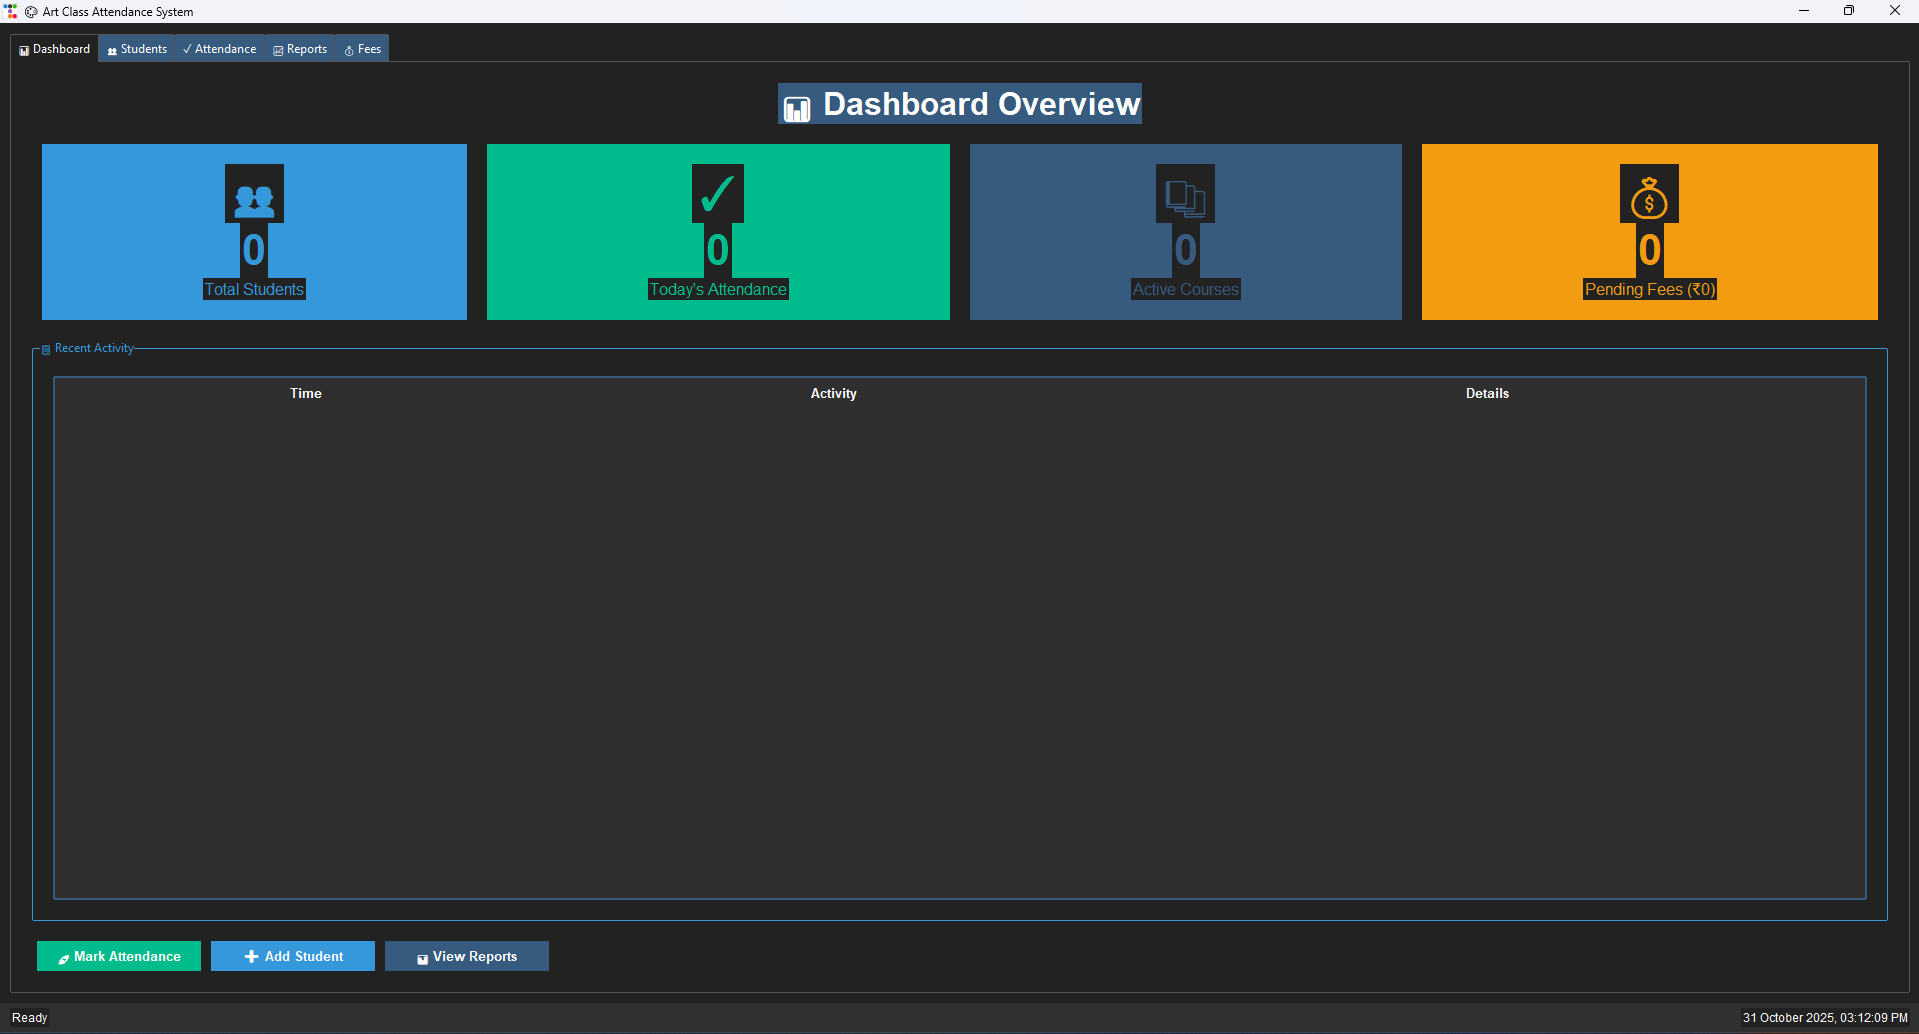 Art Class Attendance System
Dashboard Students ✓ Attendance Reports Fees
Dashboard Overview
✓
0 0 0 0
Total Students Today's Attendance Active Courses Pending Fees (₹0)
Recent Activity
Time Activity Details
Mark Attendance Add Student View Reports
Ready 31 October 2025, 03:12:09 PM